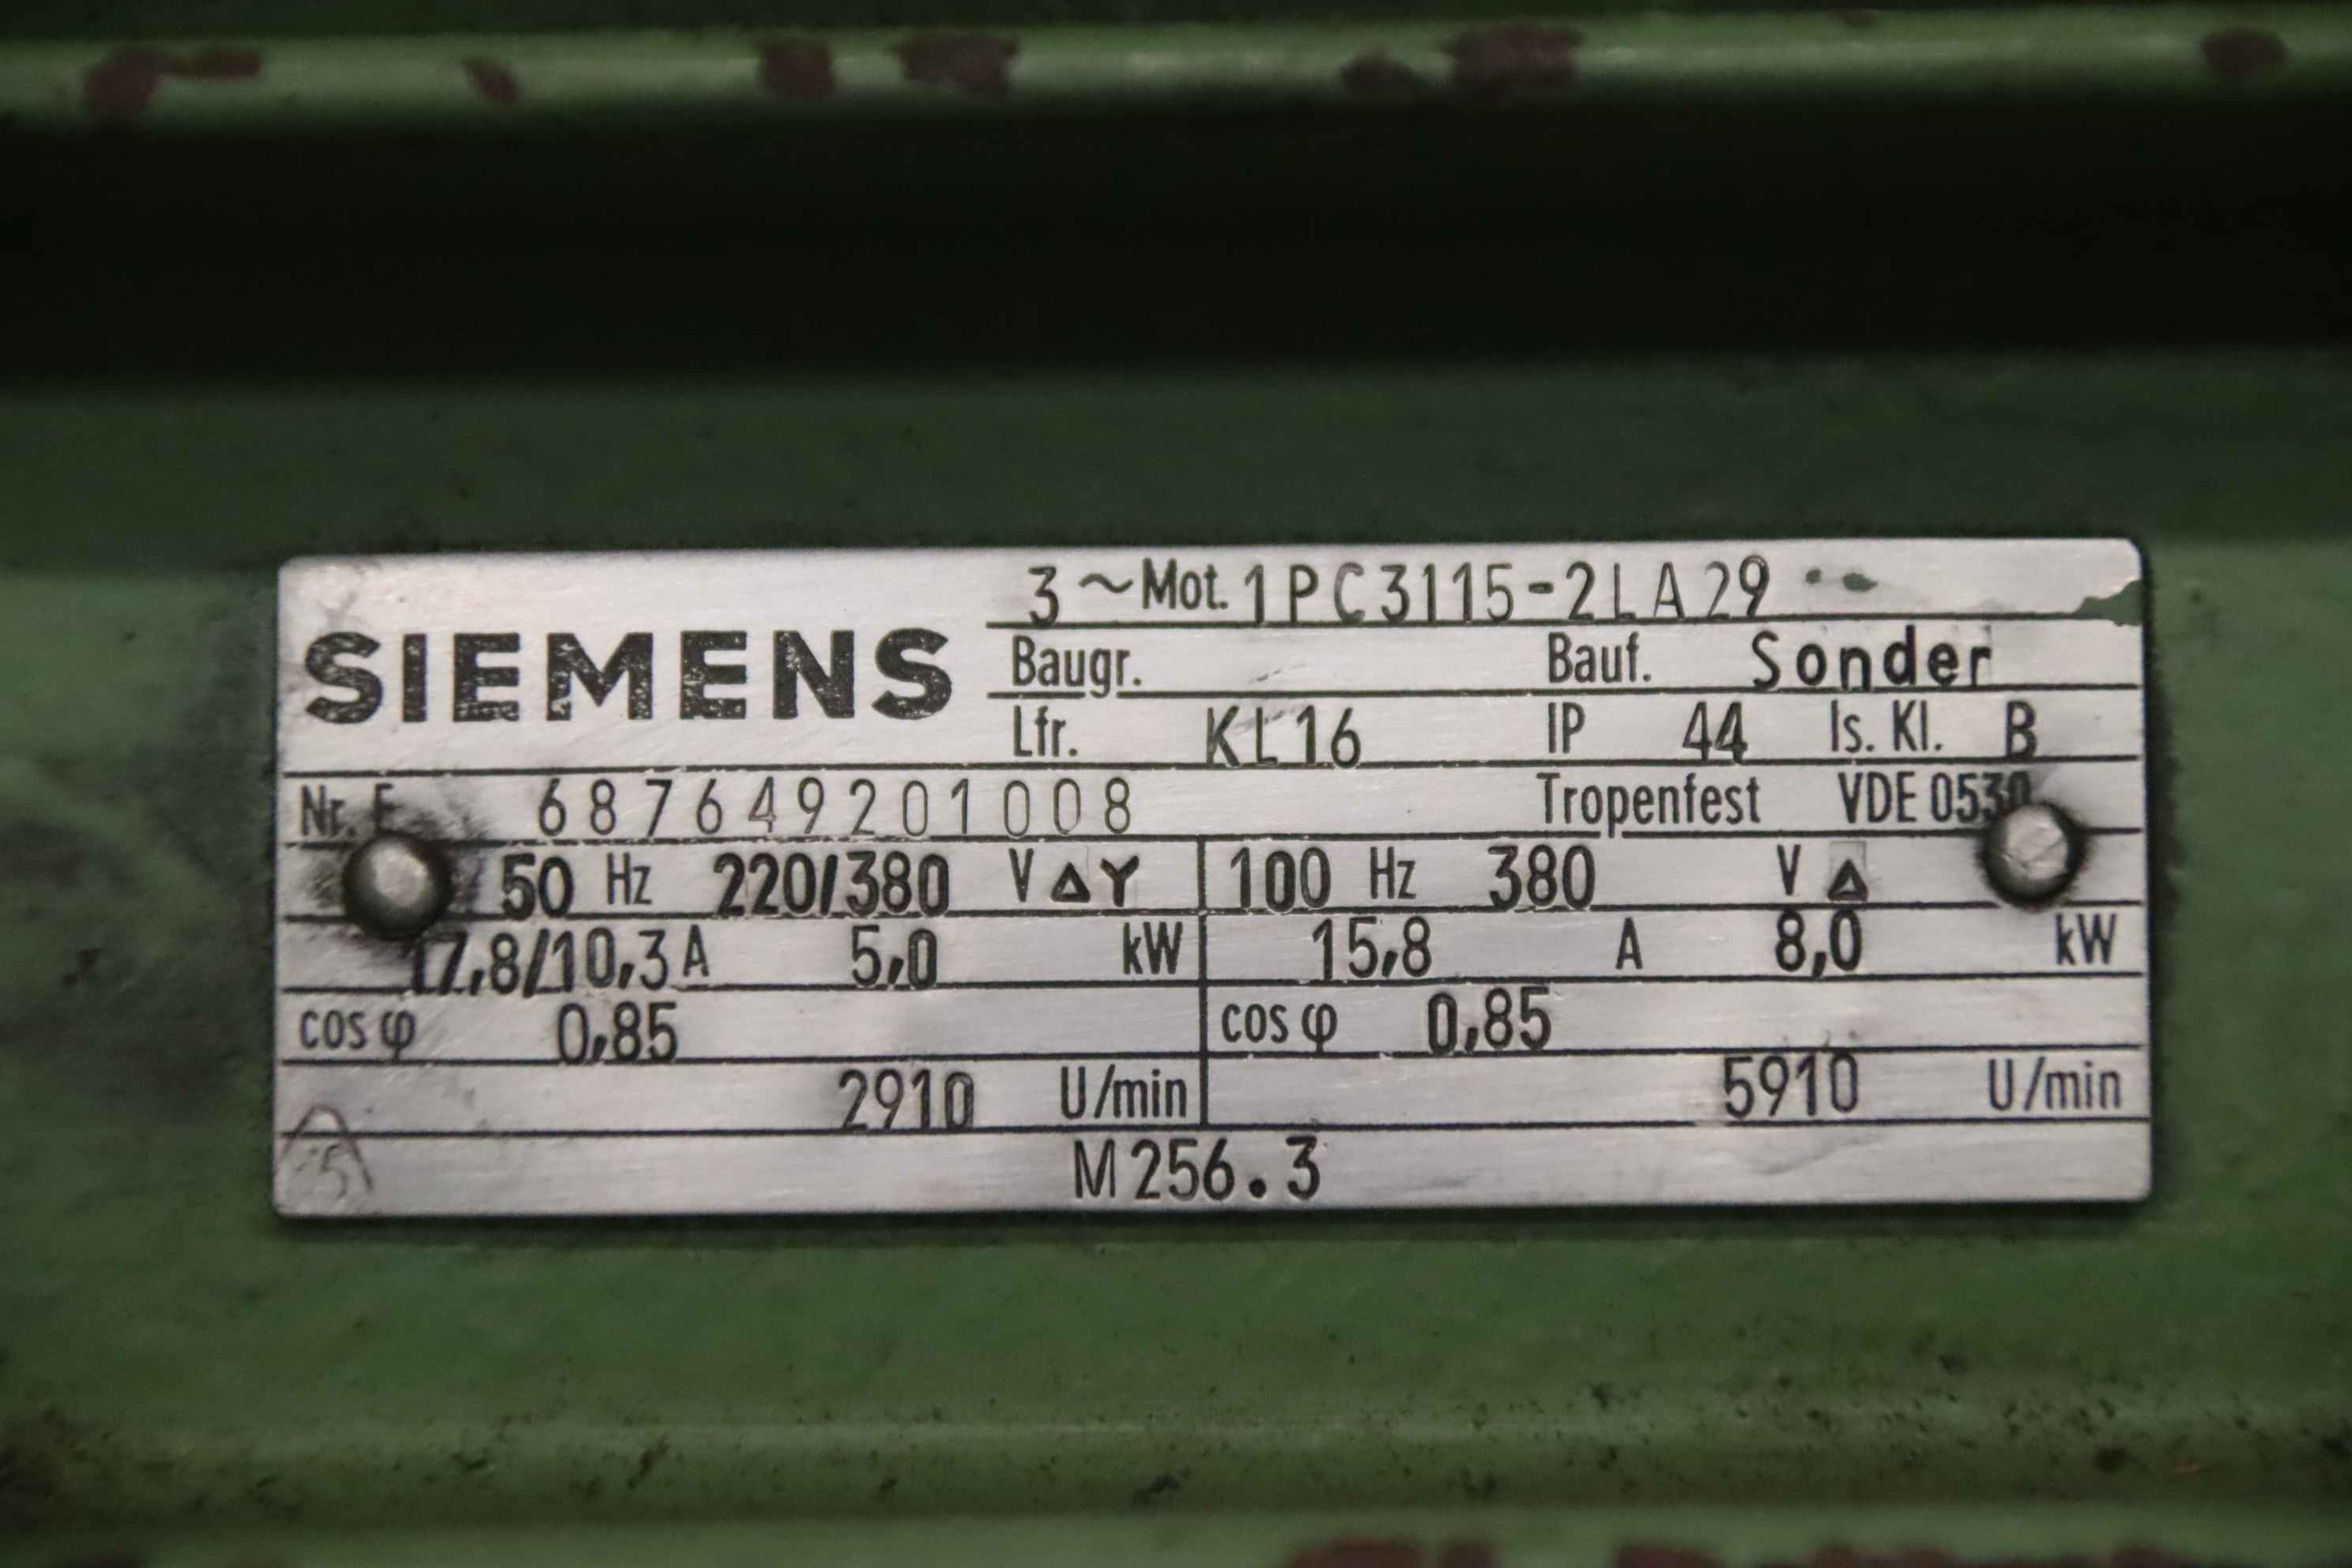 3 ~ Mot. 1PC3115-2LA29
SIEMENS
Baugr. Bauf. Sonder
Lfr. KL16 IP 44 Is. Kl. B
Nr. E 687649201008 Tropenfest VDE 0530
50 Hz 220/380 V Δ Y 100 Hz 380 V Δ
17,8/10,3 A 5,0 kW 15,8 A 8,0 kW
cos φ 0,85 cos φ 0,85
2910 U/min 5910 U/min
M256.3